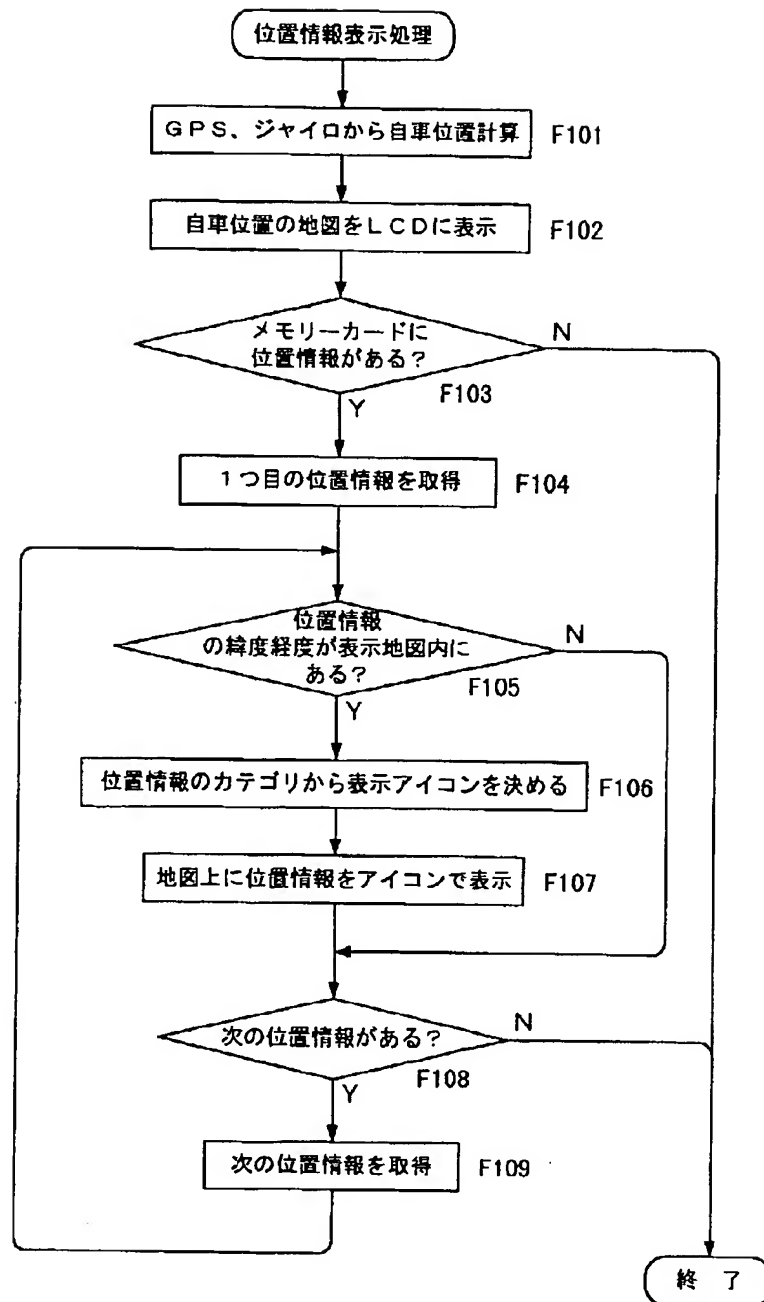 位置情報表示処理
GPS、ジャイロから自車位置計算 F101
自車位置の地図をLCDに表示 F102
メモリーカードに
位置情報がある？
N
F103
Y
1つ目の位置情報を取得 F104
位置情報
の緯度経度が表示地図内に
ある？
N
F105
Y
位置情報のカテゴリから表示アイコンを決める F106
地図上に位置情報をアイコンで表示 F107
次の位置情報がある？
N
F108
Y
次の位置情報を取得 F109
終 了